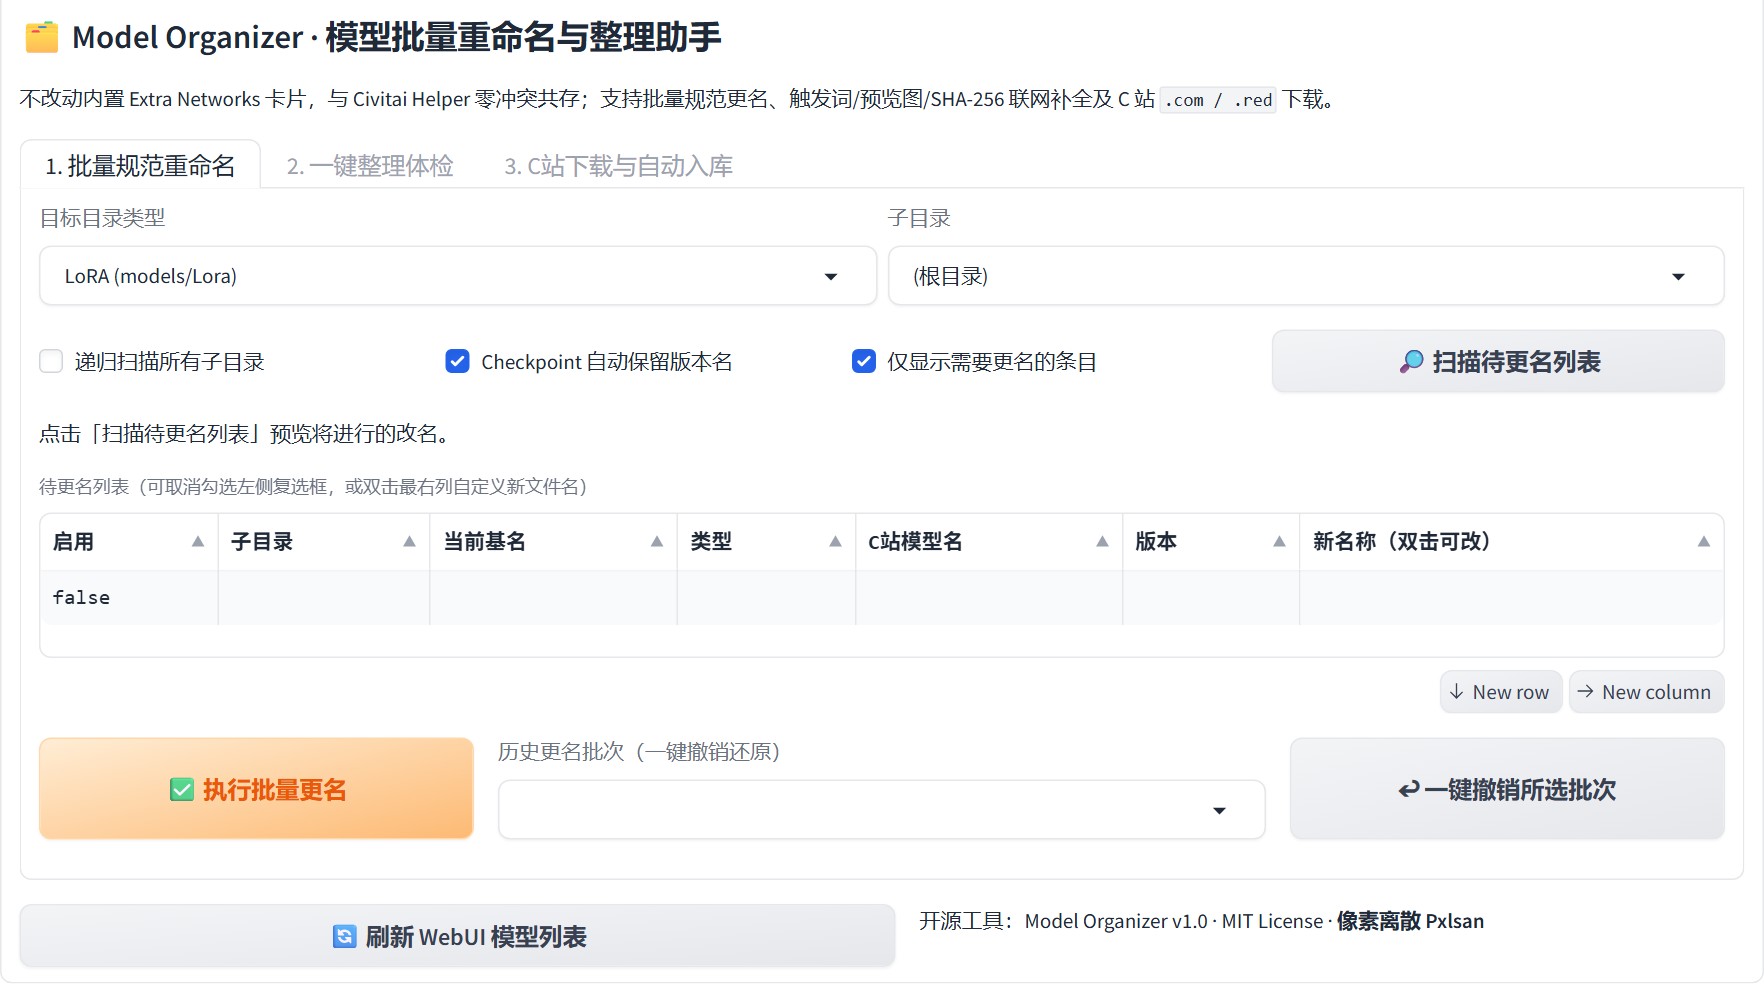 Model Organizer · 模型批量重命名与整理助手
不改动内置 Extra Networks 卡片，与 Civitai Helper 零冲突共存；支持批量规范更名、触发词/预览图/SHA-256 联网补全及 C 站 .com / .red 下载。
1. 批量规范重命名 2. 一键整理体检 3. C站下载与自动入库
目标目录类型 子目录
LoRA (models/Lora) (根目录)
递归扫描所有子目录 Checkpoint 自动保留版本名 仅显示需要更名的条目 扫描待更名列表
点击「扫描待更名列表」预览将进行的改名。
待更名列表（可取消勾选左侧复选框，或双击最右列自定义新文件名）
启用 子目录 当前基名 类型 C站模型名 版本 新名称（双击可改）
false
↓ New row → New column
历史更名批次（一键撤销还原）
执行批量更名 ↩ 一键撤销所选批次
刷新 WebUI 模型列表
开源工具：Model Organizer v1.0 · MIT License · 像素离散 Pxlsan